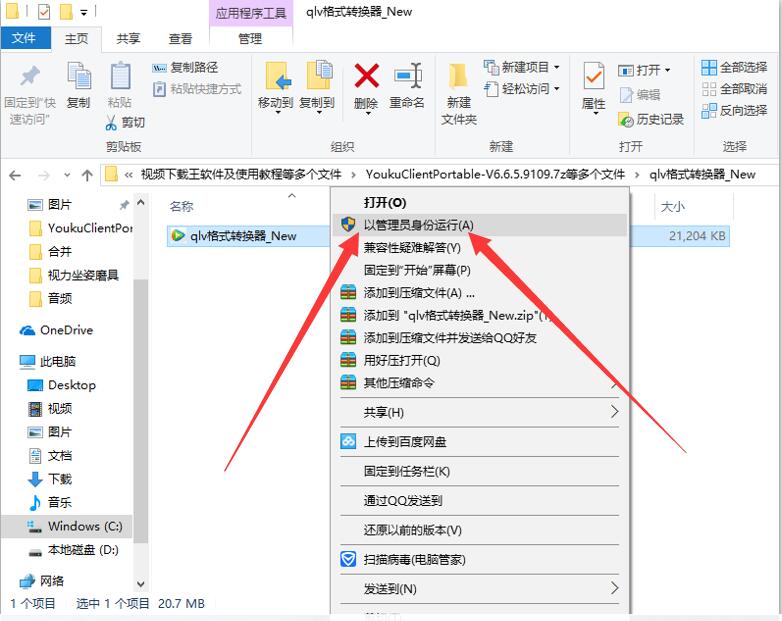 应用程序工具
qlv格式转换器_New
文件
主页
共享
查看
管理
固定到"快
速访问"
复制
粘贴
复制路径
粘贴快捷方式
剪切
剪贴板
移动到
复制到
删除
重命名
组织
新建
文件夹
新建项目
轻松访问
新建
属性
打开
编辑
历史记录
打开
全部选择
全部取消
反向选择
选择
« 视频下载王软件及使用教程等多个文件 › YoukuClientPortable-V6.6.5.9109.7z等多个文件 › qlv格式转换器_New
图片
YoukuClientPor
合并
视力坐姿磨具
音频
OneDrive
此电脑
Desktop
视频
图片
文档
下载
音乐
Windows (C:)
本地磁盘 (D:)
网络
名称
大小
qlv格式转换器_New
21,204 KB
打开(O)
以管理员身份运行(A)
兼容性疑难解答(Y)
固定到"开始"屏幕(P)
添加到压缩文件(A) ...
添加到 "qlv格式转换器_New.zip"(T)
添加到压缩文件并发送给QQ好友
用好压打开(Q)
其他压缩命令
共享(H)
上传到百度网盘
固定到任务栏(K)
通过QQ发送到
还原以前的版本(V)
扫描病毒(电脑管家)
发送到(N)
1 个项目
选中 1 个项目 20.7 MB